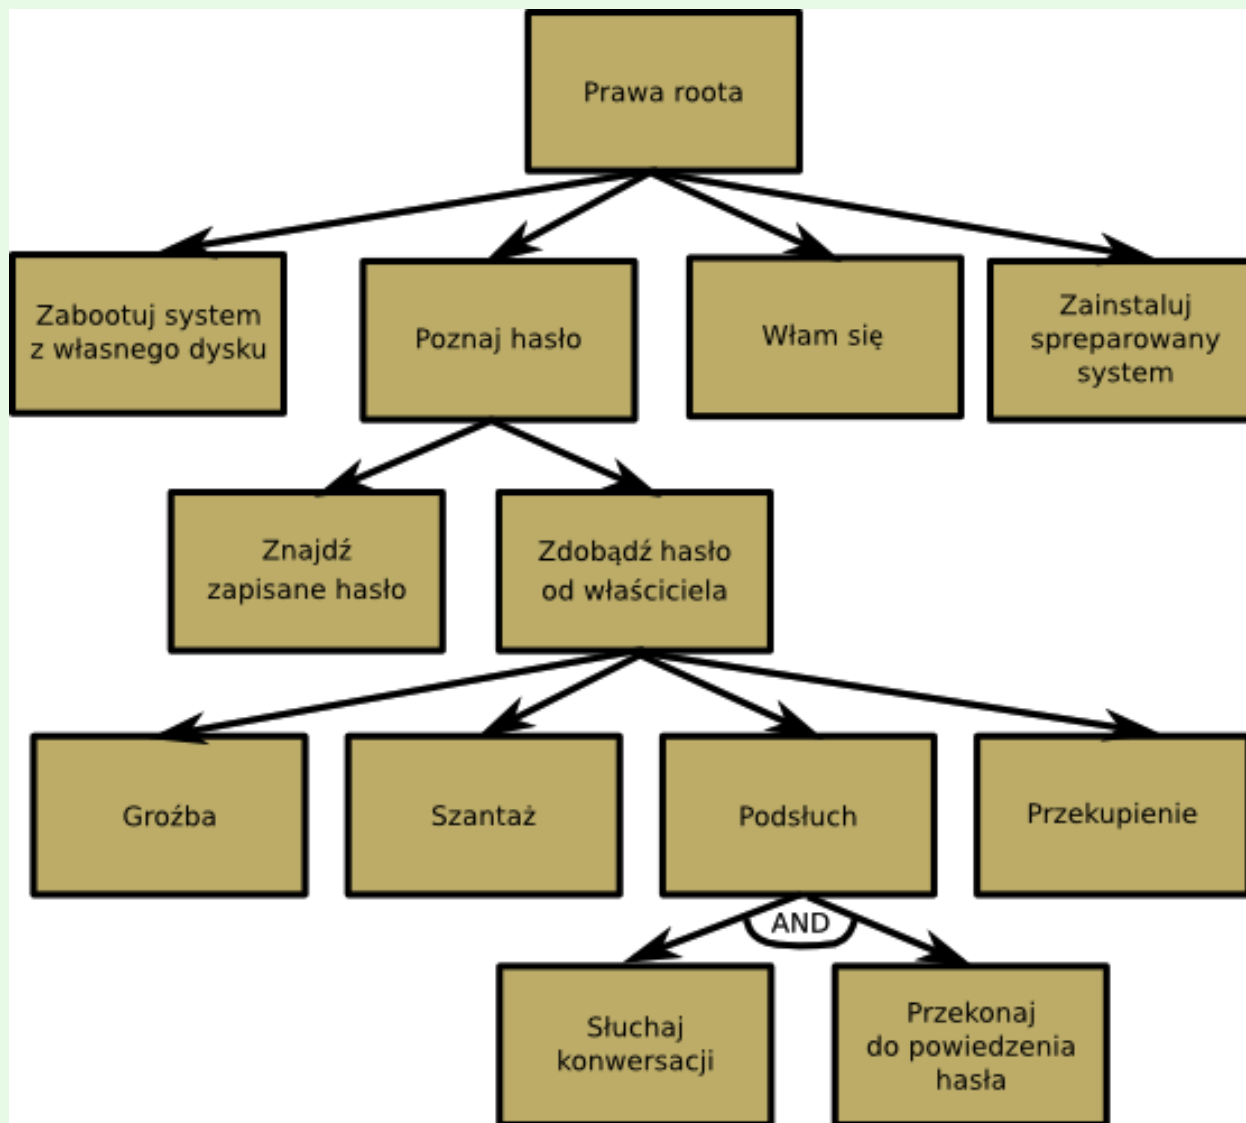 Prawa roota
Zabootuj system
z własnego dysku
Poznaj hasło
Włam się
Zainstaluj
spreparowany
system
Znajdź
zapisane hasło
Zdobądź hasło
od właściciela
Groźba
Szantaż
Podsłuch
Przekupienie
AND
Słuchaj
konwersacji
Przekonaj
do powiedzenia
hasła